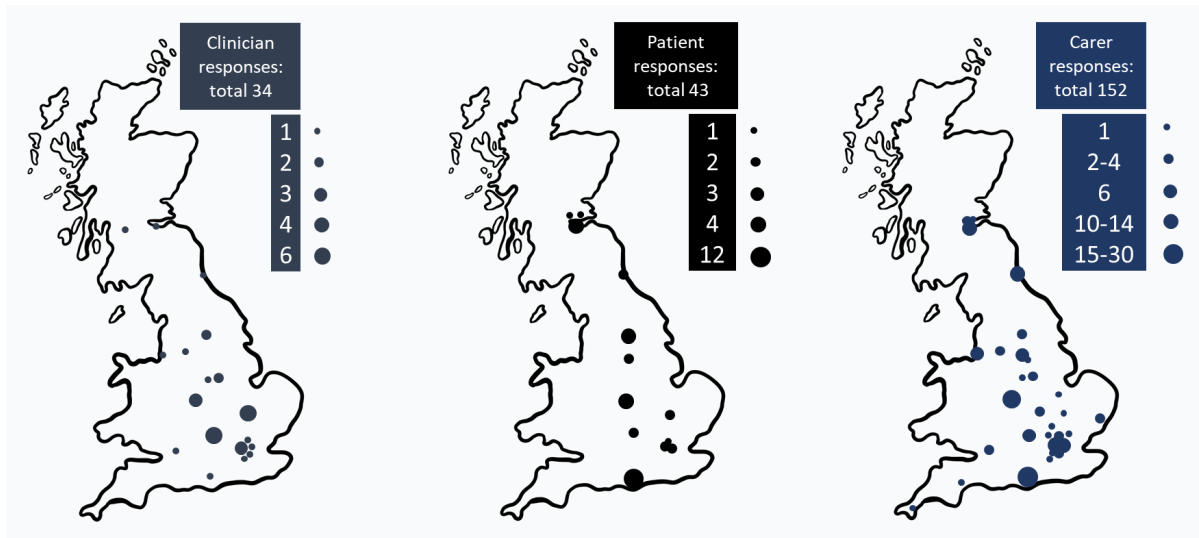 Clinician
responses:
total 34
1
2
3
4
6
Patient
responses:
total 43
1
2
3
4
12
Carer
responses:
total 152
1
2-4
6
10-14
15-30